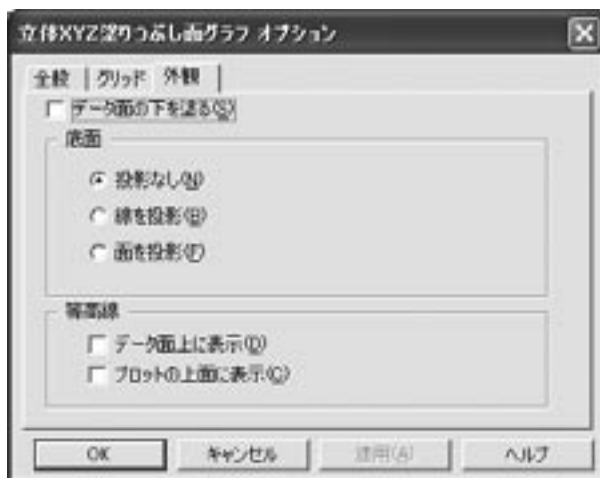 立体XYZ塗りつぶし面グラフ オプション
全般 グリッド 外観
データ面の下を塗る(S)
底面
投影なし(N)
線を投影(B)
面を投影(F)
等高線
データ面上に表示(D)
プロットの上面に表示(C)
OK キャンセル 適用(A) ヘルプ